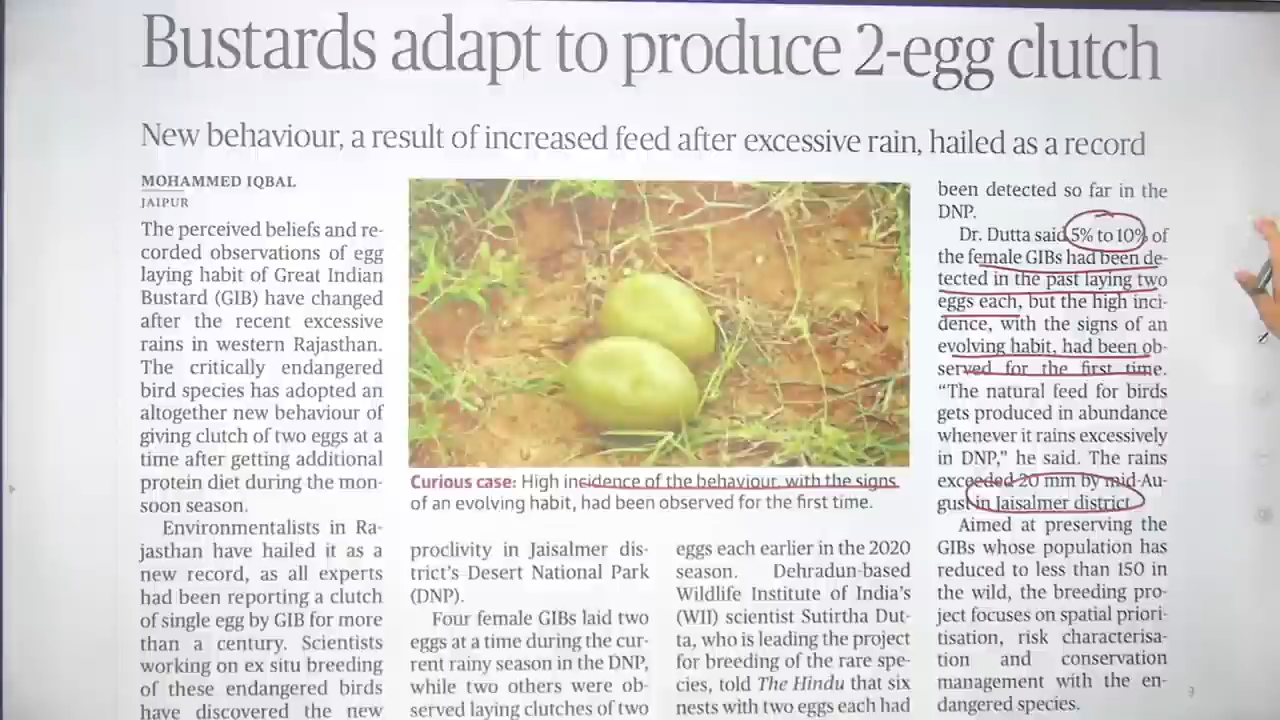 Bustards adapt to produce 2-egg clutch
New behaviour, a result of increased feed after excessive rain, hailed as a record
MOHAMMED IQBAL
JAIPUR
The perceived beliefs and re-
corded observations of egg
laying habit of Great Indian
Bustard (GIB) have changed
after the recent excessive
rains in western Rajasthan.
The critically endangered
bird species has adopted an
altogether new behaviour of
giving clutch of two eggs at a
time after getting additional
protein diet during the mon-
soon season.
Environmentalists in Ra-
jasthan have hailed it as a
new record, as all experts
had been reporting a clutch
of single egg by GIB for more
than a century. Scientists
working on ex situ breeding
of these endangered birds
have discovered the new
Curious case: High incidence of the behaviour, with the signs
of an evolving habit, had been observed for the first time.
proclivity in Jaisalmer dis-
trict's Desert National Park
(DNP).
Four female GIBs laid two
eggs at a time during the cur-
rent rainy season in the DNP,
while two others were ob-
served laying clutches of two
eggs each earlier in the 2020
season. Dehradun-based
Wildlife Institute of India's
(WII) scientist Sutirtha Dut-
ta, who is leading the project
for breeding of the rare spe-
cies, told The Hindu that six
nests with two eggs each had
been detected so far in the
DNP.
Dr. Dutta said 5% to 10% of
the female GIBs had been de-
tected in the past laying two
eggs each, but the high inci-
dence, with the signs of an
evolving habit, had been ob-
served for the first time.
"The natural feed for birds
gets produced in abundance
whenever it rains excessively
in DNP," he said. The rains
exceeded 20 mm by mid-Au-
gust in Jaisalmer district.
Aimed at preserving the
GIBs whose population has
reduced to less than 150 in
the wild, the breeding pro-
ject focuses on spatial priori-
tisation, risk characterisa-
tion and conservation
management with the en-
dangered species.